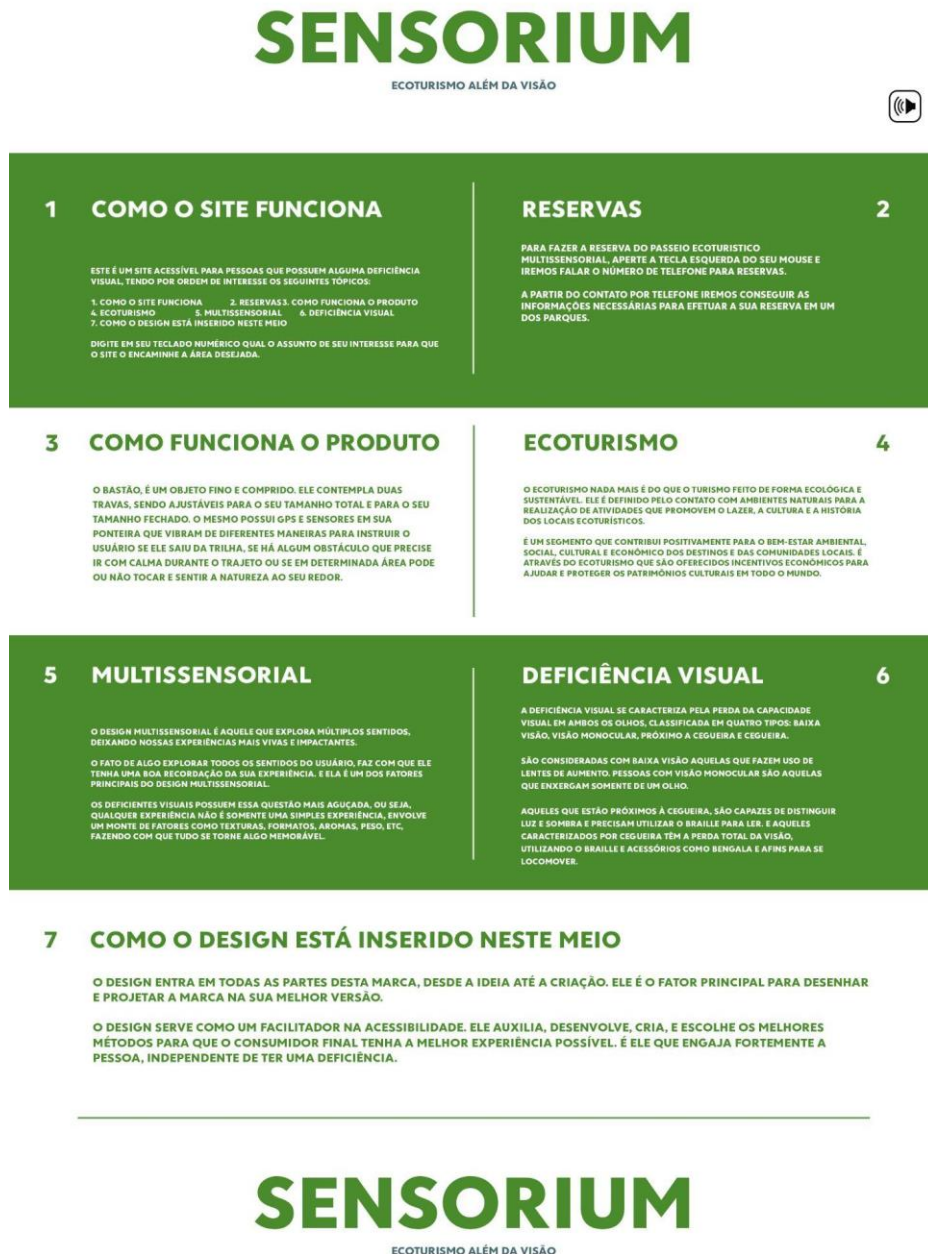 SENSORIUM
ECOTURISMO ALÉM DA VISÃO
1 COMO O SITE FUNCIONA
ESTE É UM SITE ACESSÍVEL PARA PESSOAS QUE POSSUEM ALGUMA DEFICIÊNCIA
VISUAL, TENDO POR ORDEM DE INTERESSE OS SEGUINTES TÓPICOS:
1. COMO O SITE FUNCIONA 2. RESERVAS 3. COMO FUNCIONA O PRODUTO
4. ECOTURISMO 5. MULTISSENSORIAL 6. DEFICIÊNCIA VISUAL
7. COMO O DESIGN ESTÁ INSERIDO NESTE MEIO
DIGITE EM SEU TECLADO NUMÉRICO QUAL O ASSUNTO DE SEU INTERESSE PARA QUE
O SITE O ENCAMINHE A ÁREA DESEJADA.
RESERVAS 2
PARA FAZER A RESERVA DO PASSEIO ECOTURISTICO
MULTISSENSORIAL, APERTE A TECLA ESQUERDA DO SEU MOUSE E
IREMOS FALAR O NÚMERO DE TELEFONE PARA RESERVAS.
A PARTIR DO CONTATO POR TELEFONE IREMOS CONSEGUIR AS
INFORMAÇÕES NECESSÁRIAS PARA EFETUAR A SUA RESERVA EM UM
DOS PARQUES.
3 COMO FUNCIONA O PRODUTO
O BASTÃO, É UM OBJETO FINO E COMPRIDO. ELE CONTEMPLA DUAS
TRAVAS, SENDO AJUSTÁVEIS PARA O SEU TAMANHO TOTAL E PARA O SEU
TAMANHO FECHADO. O MESMO POSSUI GPS E SENSORES EM SUA
PONTEIRA QUE VIBRAM DE DIFERENTES MANEIRAS PARA INSTRUIR O
USUÁRIO SE ELE SAIU DA TRILHA, SE HÁ ALGUM OBSTÁCULO QUE PRECISE
IR COM CALMA DURANTE O TRAJETO OU SE EM DETERMINADA ÁREA PODE
OU NÃO TOCAR E SENTIR A NATUREZA AO SEU REDOR.
ECOTURISMO 4
O ECOTURISMO NADA MAIS É DO QUE O TURISMO FEITO DE FORMA ECOLÓGICA E
SUSTENTÁVEL. ELE É DEFINIDO PELO CONTATO COM AMBIENTES NATURAIS PARA A
REALIZAÇÃO DE ATIVIDADES QUE PROMOVEM O LAZER, A CULTURA E A HISTÓRIA
DOS LOCAIS ECOTURÍSTICOS.
É UM SEGMENTO QUE CONTRIBUI POSITIVAMENTE PARA O BEM-ESTAR AMBIENTAL,
SOCIAL, CULTURAL E ECONÔMICO DOS DESTINOS E DAS COMUNIDADES LOCAIS. É
ATRAVÉS DO ECOTURISMO QUE SÃO OFERECIDOS INCENTIVOS ECONÔMICOS PARA
AJUDAR E PROTEGER OS PATRIMÔNIOS CULTURAIS EM TODO O MUNDO.
5 MULTISSENSORIAL
O DESIGN MULTISSENSORIAL É AQUELE QUE EXPLORA MÚLTIPLOS SENTIDOS,
DEIXANDO NOSSAS EXPERIÊNCIAS MAIS VIVAS E IMPACTANTES.
O FATO DE ALGO EXPLORAR TODOS OS SENTIDOS DO USUÁRIO, FAZ COM QUE ELE
TENHA UMA BOA RECORDAÇÃO DA SUA EXPERIÊNCIA. E ELA É UM DOS FATORES
PRINCIPAIS DO DESIGN MULTISSENSORIAL.
OS DEFICIENTES VISUAIS POSSUEM ESSA QUESTÃO MAIS AGUÇADA, OU SEJA,
QUALQUER EXPERIÊNCIA NÃO É SOMENTE UMA SIMPLES EXPERIÊNCIA, ENVOLVE
UM MONTE DE FATORES COMO TEXTURAS, FORMATOS, AROMAS, PESO, ETC,
FAZENDO COM QUE TUDO SE TORNE ALGO MEMORÁVEL.
DEFICIÊNCIA VISUAL 6
A DEFICIÊNCIA VISUAL SE CARACTERIZA PELA PERDA DA CAPACIDADE
VISUAL EM AMBOS OS OLHOS, CLASSIFICADA EM QUATRO TIPOS: BAIXA
VISÃO, VISÃO MONOCULAR, PRÓXIMO A CEGUEIRA E CEGUEIRA.
SÃO CONSIDERADAS COM BAIXA VISÃO AQUELAS QUE FAZEM USO DE
LENTES DE AUMENTO. PESSOAS COM VISÃO MONOCULAR SÃO AQUELAS
QUE ENXERGAM SOMENTE DE UM OLHO.
AQUELES QUE ESTÃO PRÓXIMOS À CEGUEIRA, SÃO CAPAZES DE DISTINGUIR
LUZ E SOMBRA E PRECISAM UTILIZAR O BRAILLE PARA LER. E AQUELES
CARACTERIZADOS POR CEGUEIRA TÊM A PERDA TOTAL DA VISÃO,
UTILIZANDO O BRAILLE E ACESSÓRIOS COMO BENGALA E AFINS PARA SE
LOCOMOVER.
7 COMO O DESIGN ESTÁ INSERIDO NESTE MEIO
O DESIGN ENTRA EM TODAS AS PARTES DESTA MARCA, DESDE A IDEIA ATÉ A CRIAÇÃO. ELE É O FATOR PRINCIPAL PARA DESENHAR
E PROJETAR A MARCA NA SUA MELHOR VERSÃO.
O DESIGN SERVE COMO UM FACILITADOR NA ACESSIBILIDADE. ELE AUXILIA, DESENVOLVE, CRIA, E ESCOLHE OS MELHORES
MÉTODOS PARA QUE O CONSUMIDOR FINAL TENHA A MELHOR EXPERIÊNCIA POSSÍVEL. É ELE QUE ENGAJA FORTEMENTE A
PESSOA, INDEPENDENTE DE TER UMA DEFICIÊNCIA.
SENSORIUM
ECOTURISMO ALÉM DA VISÃO